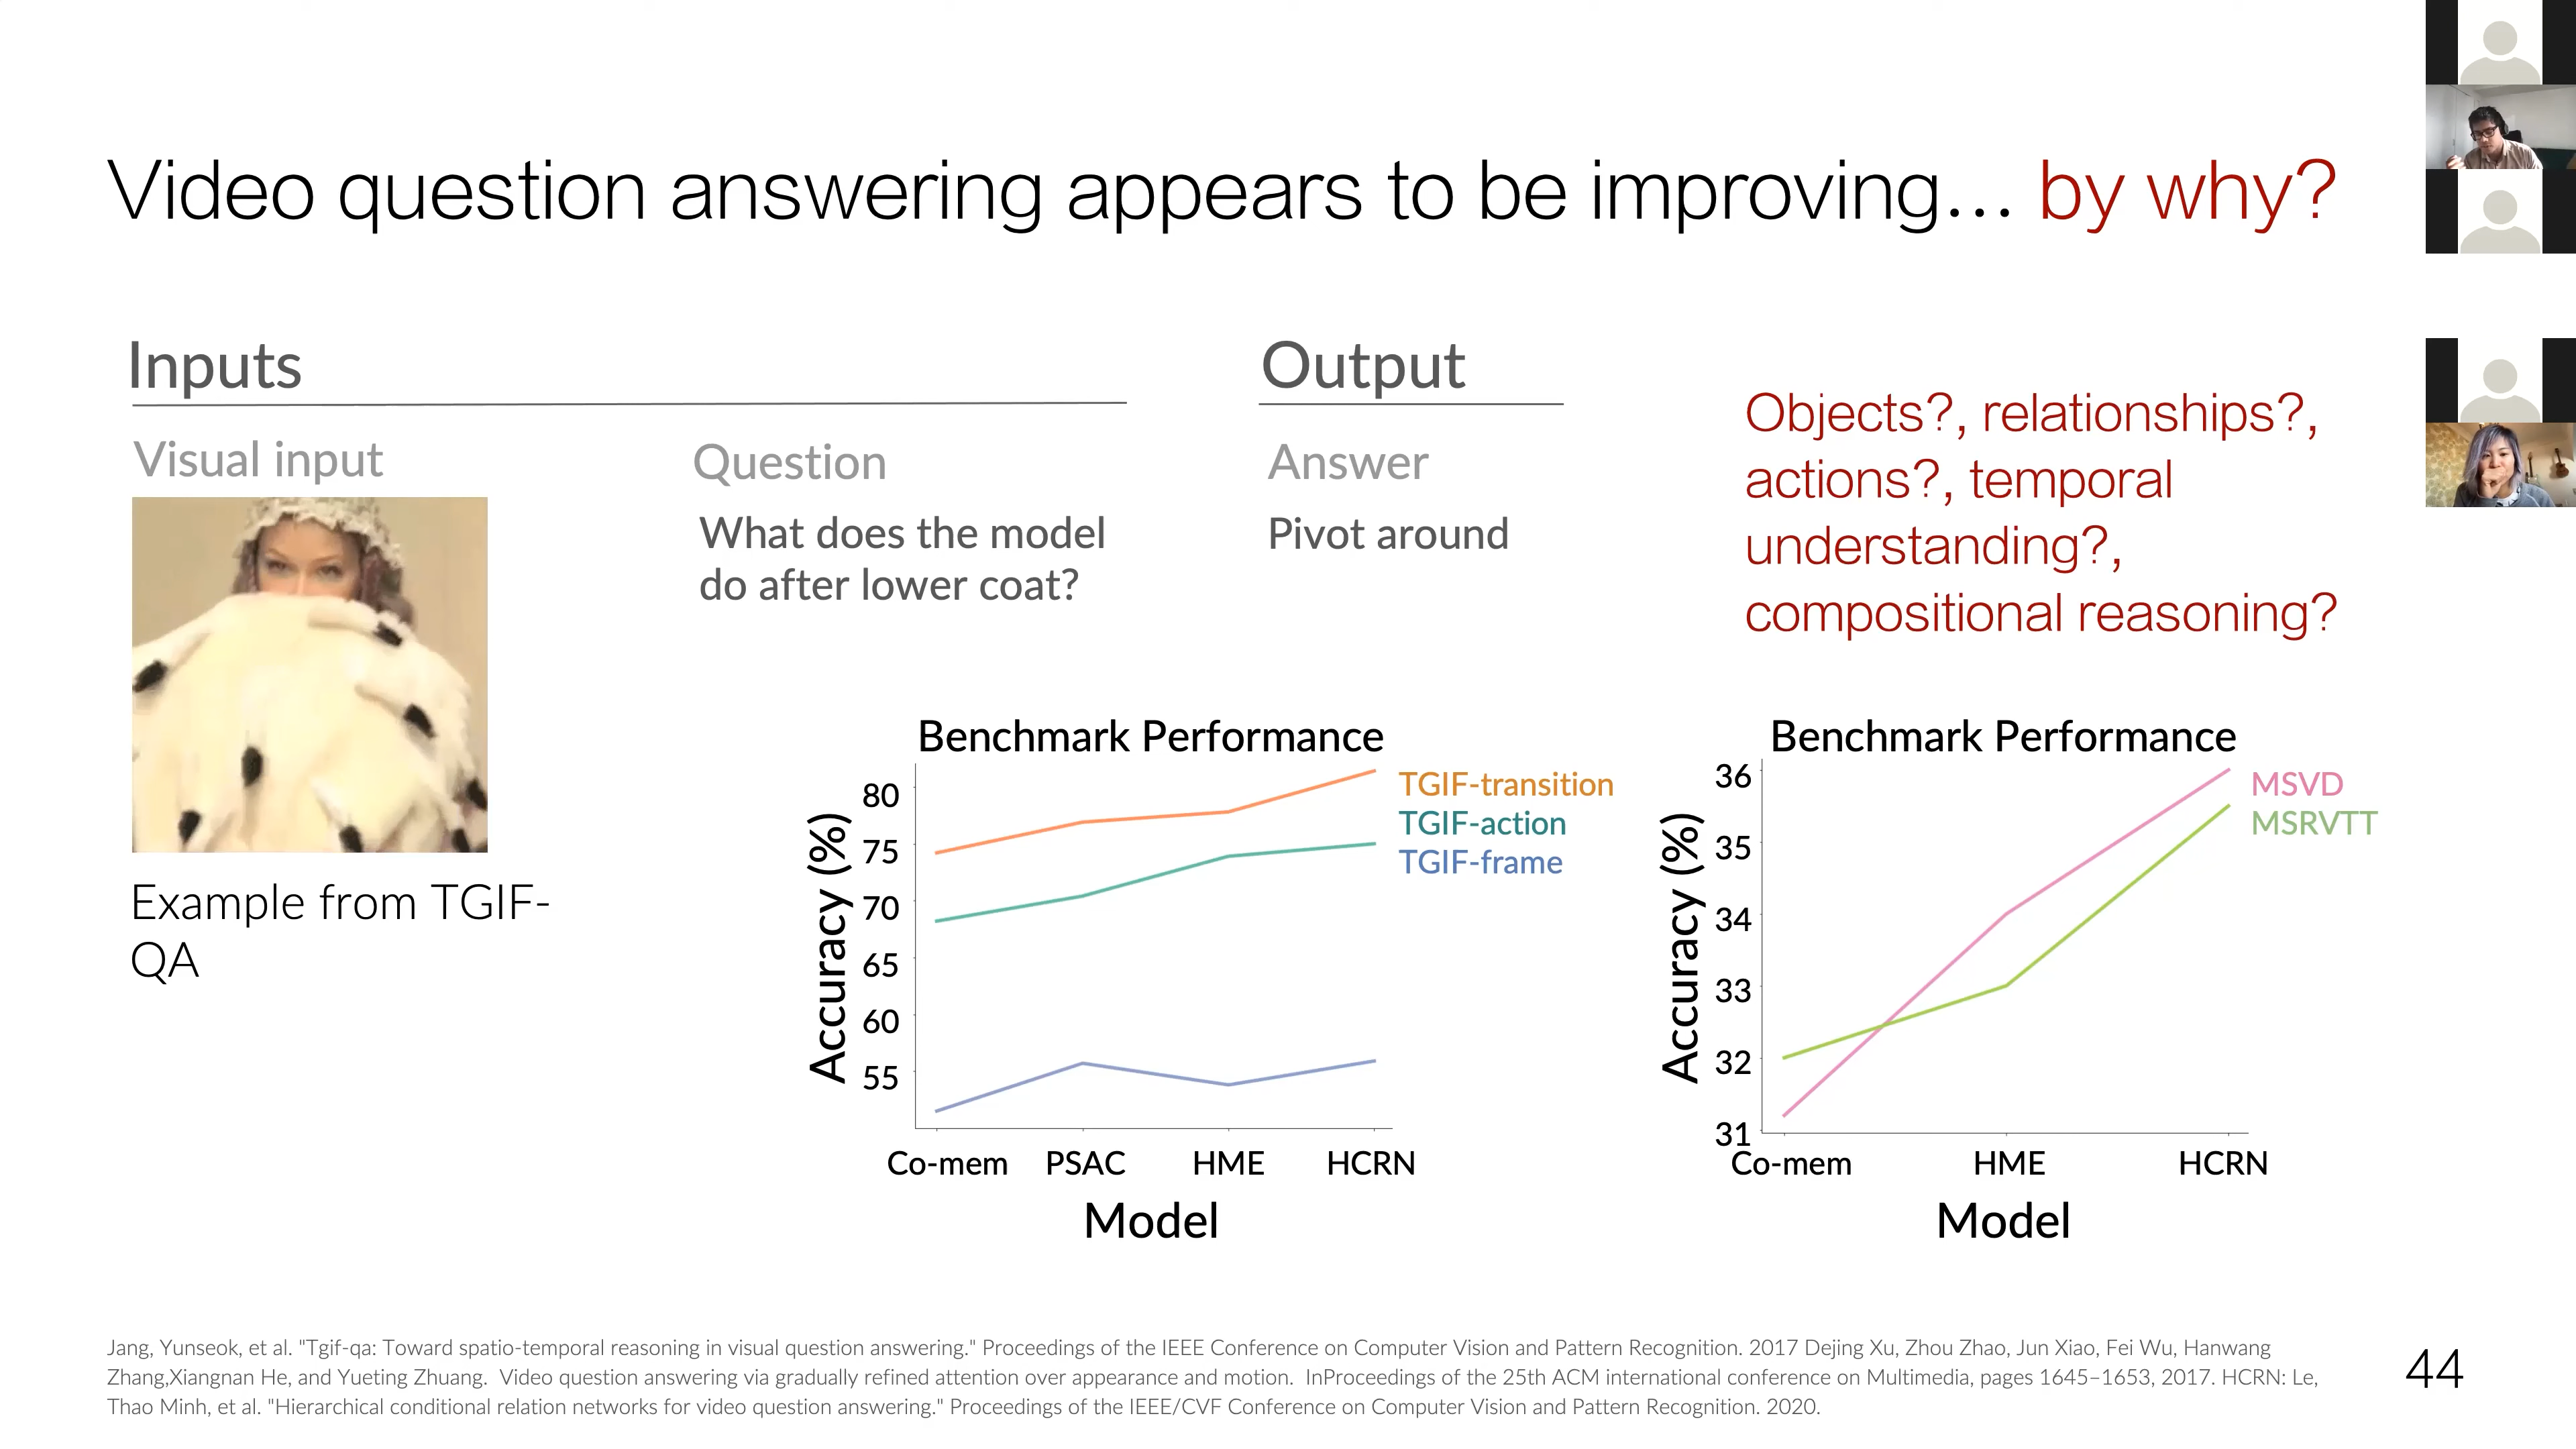 Video question answering appears to be improving... by why?
Inputs
Output
Visual input
Question
Answer
What does the model
do after lower coat?
Pivot around
Objects?, relationships?,
actions?, temporal
understanding?,
compositional reasoning?
Example from TGIF-
QA
Benchmark Performance
Accuracy (%)
80
75
70
65
60
55
TGIF-transition
TGIF-action
TGIF-frame
Co-mem PSAC HME HCRN
Model
Benchmark Performance
Accuracy (%)
36
35
34
33
32
31
MSVD
MSRVTT
Co-mem HME HCRN
Model
Jang, Yunseok, et al. "Tgif-qa: Toward spatio-temporal reasoning in visual question answering." Proceedings of the IEEE Conference on Computer Vision and Pattern Recognition. 2017 Dejing Xu, Zhou Zhao, Jun Xiao, Fei Wu, Hanwang
Zhang,Xiangnan He, and Yueting Zhuang. Video question answering via gradually refined attention over appearance and motion. InProceedings of the 25th ACM international conference on Multimedia, pages 1645–1653, 2017. HCRN: Le,
Thao Minh, et al. "Hierarchical conditional relation networks for video question answering." Proceedings of the IEEE/CVF Conference on Computer Vision and Pattern Recognition. 2020.
44